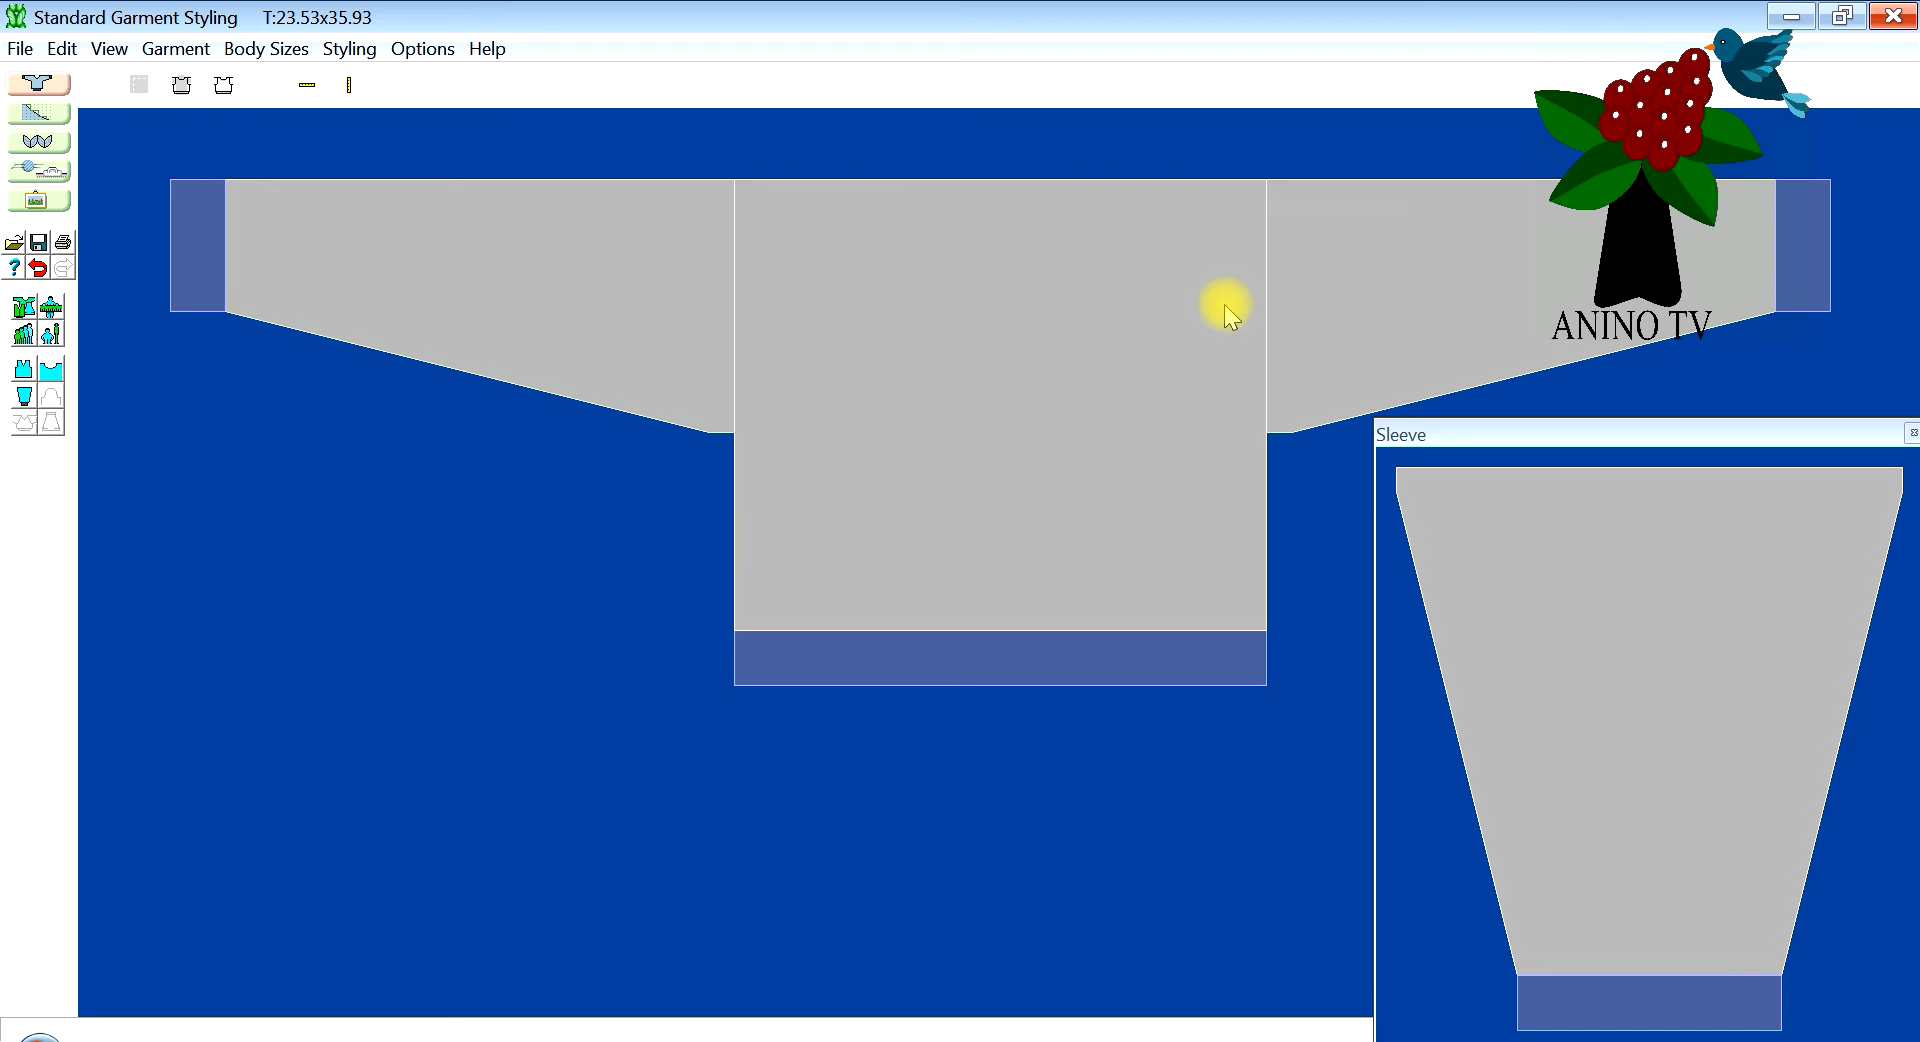 Standard Garment Styling T:23.53x35.93
File Edit View Garment Body Sizes Styling Options Help
ANINO TV
Sleeve